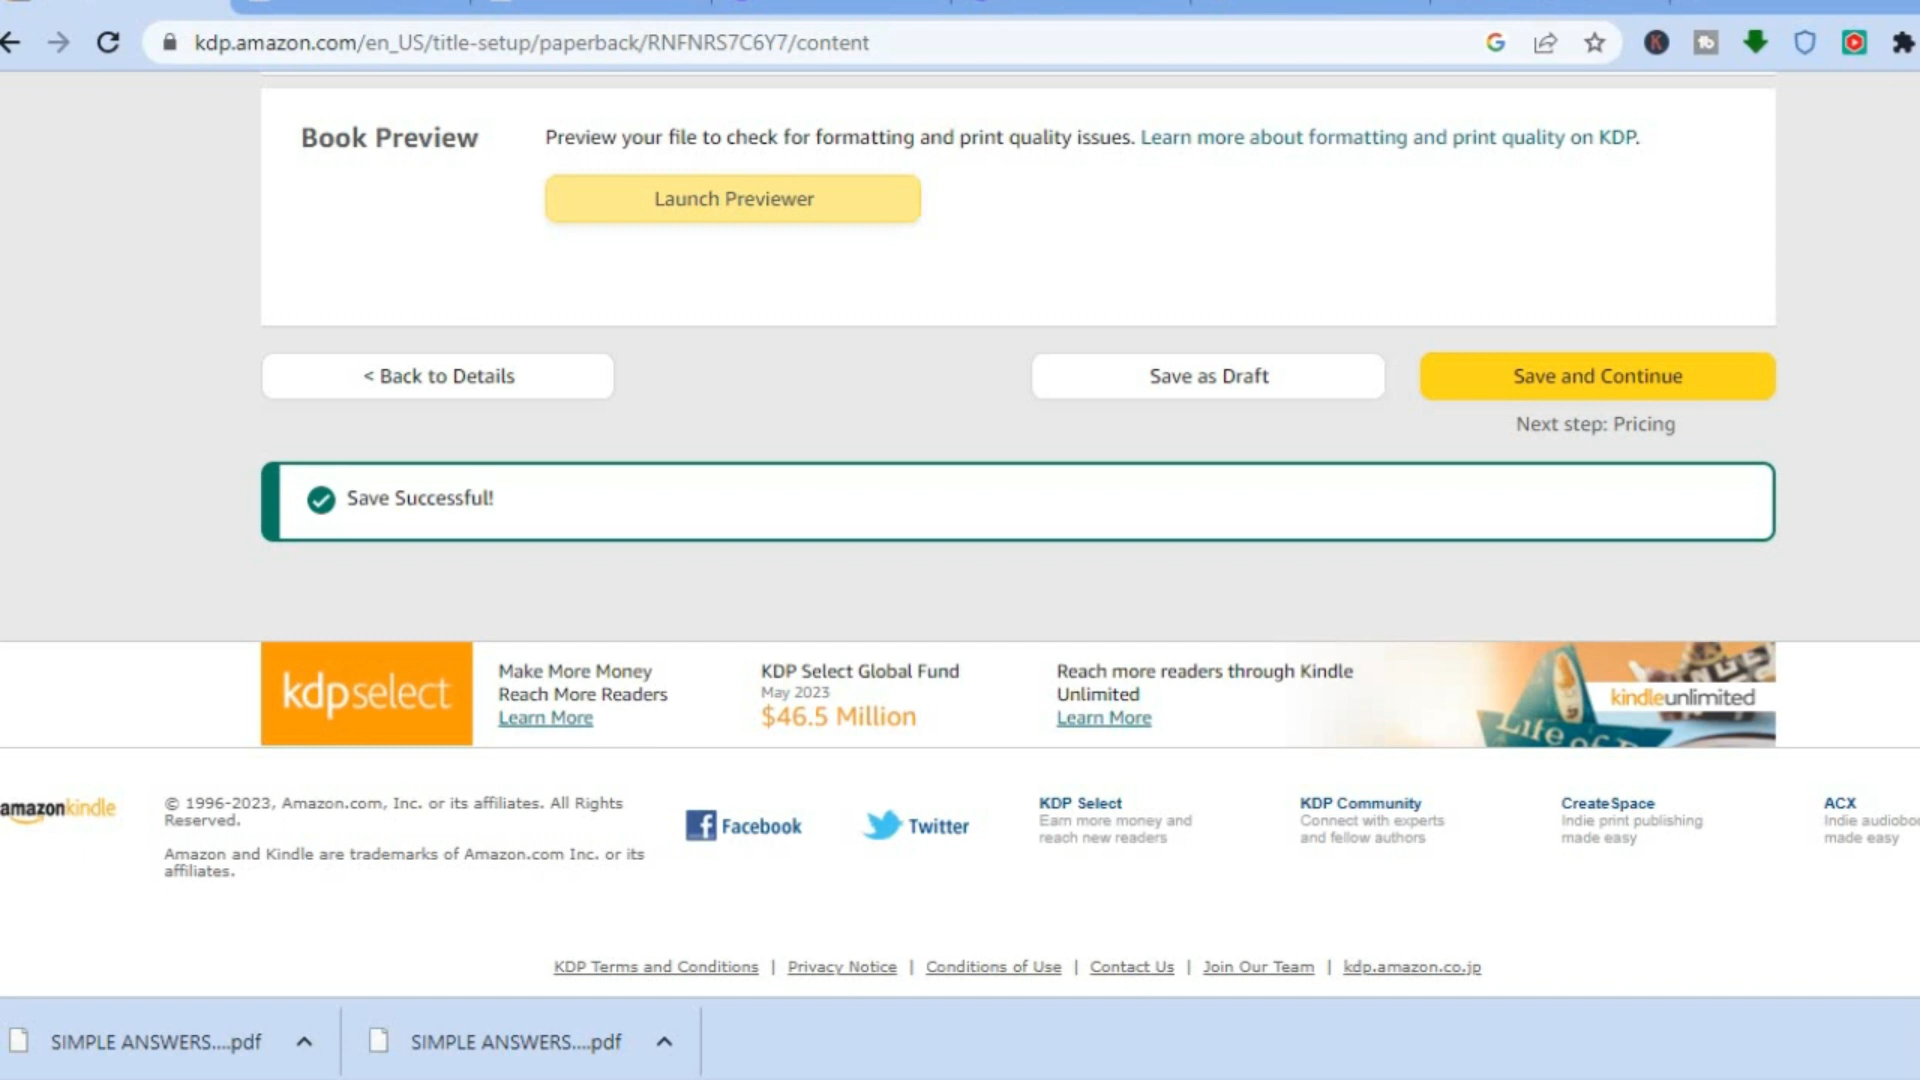 kdp.amazon.com/en_US/title-setup/paperback/RNFNRS7C6Y7/content
Book Preview
Preview your file to check for formatting and print quality issues. Learn more about formatting and print quality on KDP.
Launch Previewer
< Back to Details
Save as Draft
Save and Continue
Next step: Pricing
Save Successful!
kdpselect
Make More Money
Reach More Readers
Learn More
KDP Select Global Fund
May 2023
$46.5 Million
Reach more readers through Kindle
Unlimited
Learn More
kindleunlimited
Life of
amazonkindle
© 1996-2023, Amazon.com, Inc. or its affiliates. All Rights
Reserved.
Amazon and Kindle are trademarks of Amazon.com Inc. or its
affiliates.
Facebook
Twitter
KDP Select
Earn more money and
reach new readers
KDP Community
Connect with experts
and fellow authors
CreateSpace
Indie print publishing
made easy
ACX
Indie audioboo
made easy
KDP Terms and Conditions | Privacy Notice | Conditions of Use | Contact Us | Join Our Team | kdp.amazon.co.jp
SIMPLE ANSWERS....pdf
SIMPLE ANSWERS....pdf